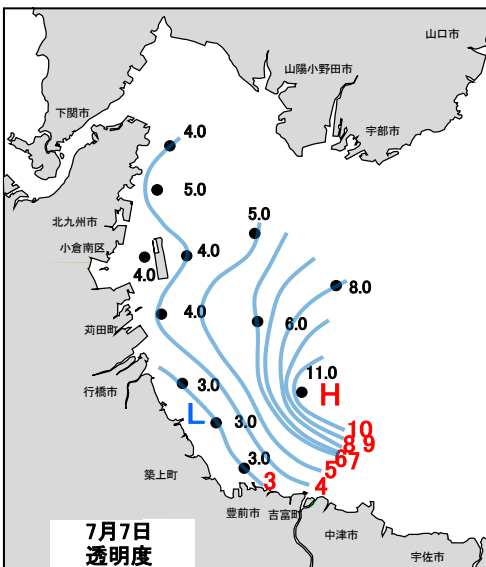 山口市
山陽小野田市
下関市
宇部市
4.0
5.0
北九州市
5.0
小倉南区
4.0
4.0
8.0
4.0
6.0
苅田町
11.0
行橋市
3.0
H
L
3.0
10
8 9
3.0
6 7
築上町
5
3
4
豊前市
吉富町
中津市
7月7日
透明度
宇佐市